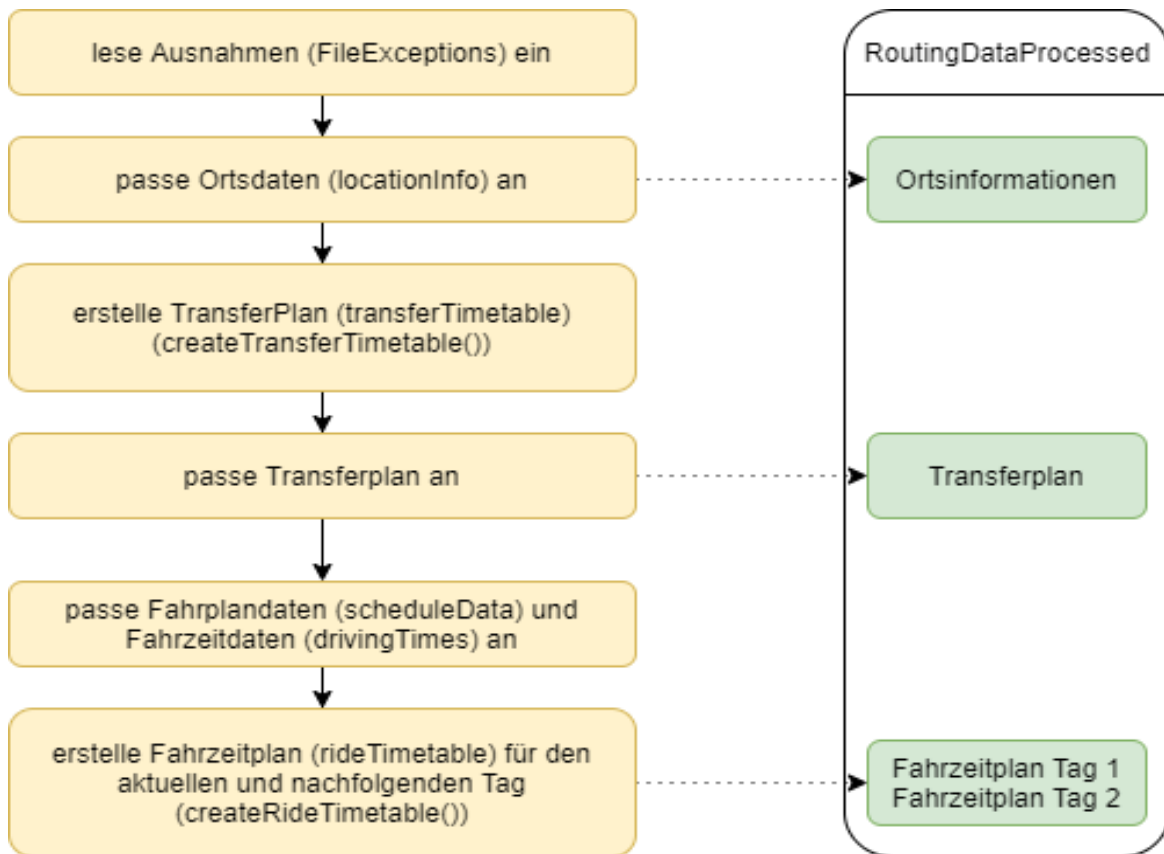 lese Ausnahmen (FileExceptions) ein
RoutingDataProcessed
passe Ortsdaten (locationInfo) an
Ortsinformationen
erstelle TransferPlan (transferTimetable)
(createTransferTimetable())
passe Transferplan an
Transferplan
passe Fahrplandaten (scheduleData) und
Fahrzeitdaten (drivingTimes) an
erstelle Fahrzeitplan (rideTimetable) für den
aktuellen und nachfolgenden Tag
(createRideTimetable())
Fahrzeitplan Tag 1
Fahrzeitplan Tag 2